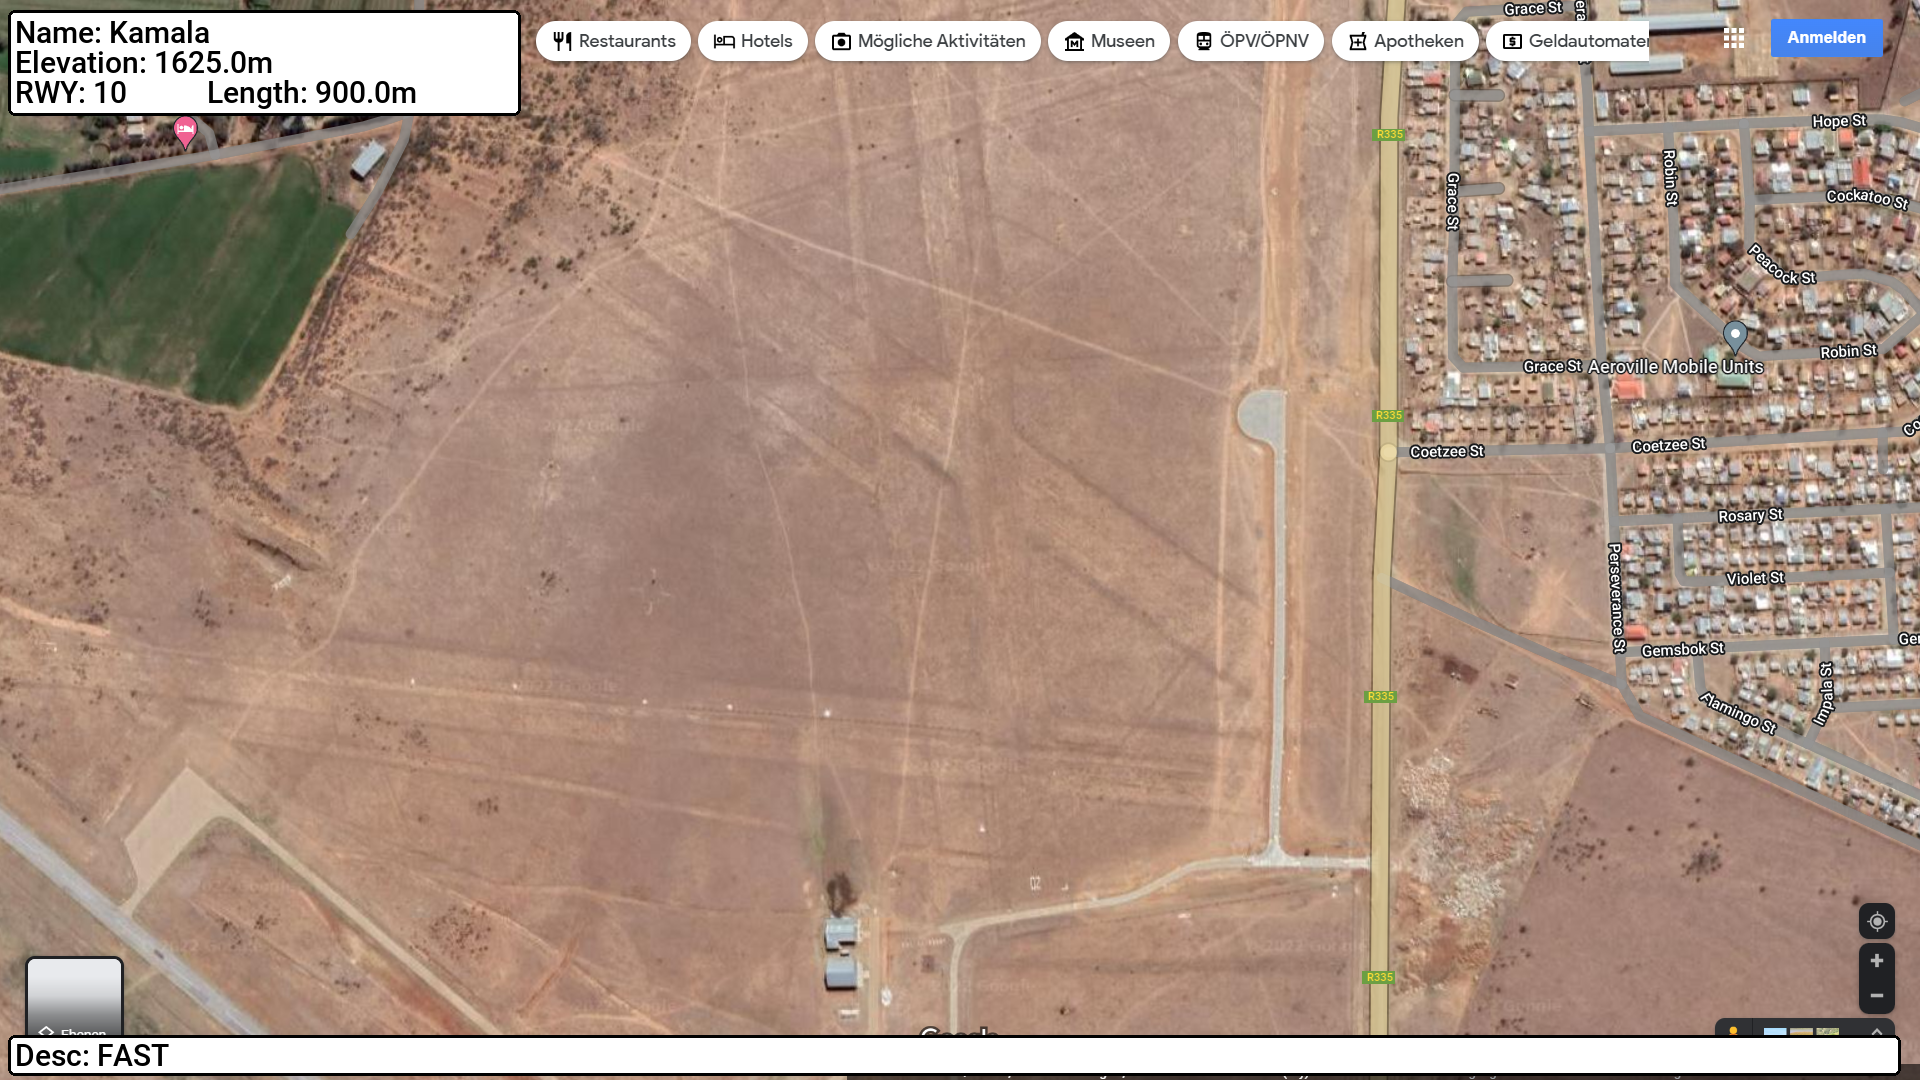 Name: Kamala
Elevation: 1625.0m
RWY: 10 Length: 900.0m
Restaurants
Hotels
Mögliche Aktivitäten
Museen
ÖPV/ÖPNV
Apotheken
Geldautomaten
Anmelden
Grace St
R335
Hope St
Robin St
Grace St
Cockatoo St
Peacock St
Robin St
Grace St
Aeroville Mobile Units
R335
Coetzee St
Coetzee St
Rosary St
Perseverance St
Violet St
Gemsbok St
R335
Impala St
Flamingo St
R335
Ebenen
Google
Desc: FAST